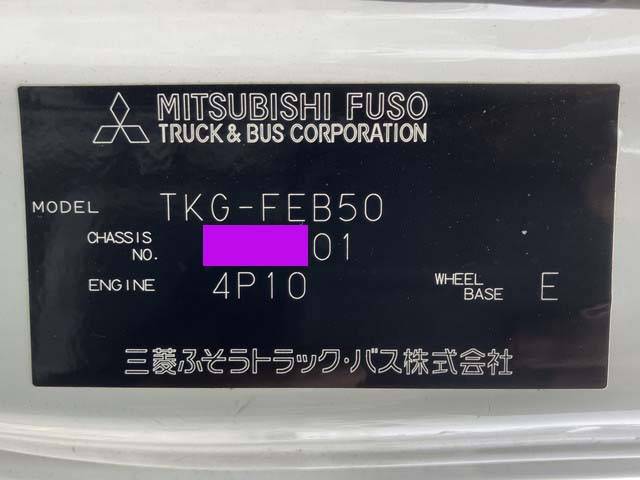 MITSUBISHI FUSO
TRUCK & BUS CORPORATION
MODEL TKG-FEB50
CHASSIS NO. 01
ENGINE 4P10 WHEEL BASE E
三菱ふそうトラック・バス株式会社